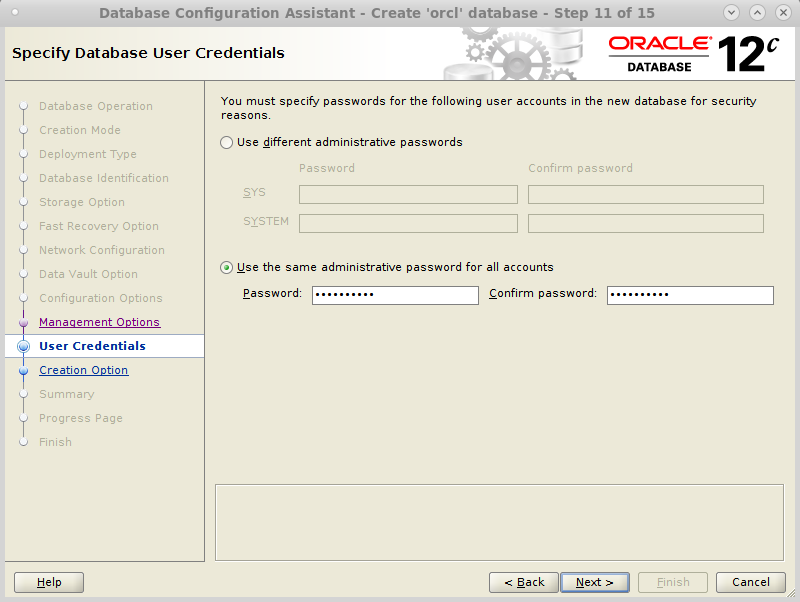 Database Configuration Assistant - Create 'orcl' database - Step 11 of 15
Specify Database User Credentials
ORACLE®
DATABASE
12c
Database Operation
Creation Mode
Deployment Type
Database Identification
Storage Option
Fast Recovery Option
Network Configuration
Data Vault Option
Configuration Options
Management Options
User Credentials
Creation Option
Summary
Progress Page
Finish
You must specify passwords for the following user accounts in the new database for security
reasons.
Use different administrative passwords
Password Confirm password
SYS
SYSTEM
Use the same administrative password for all accounts
Password: •••••••••• Confirm password: ••••••••••
Help < Back Next > Finish Cancel